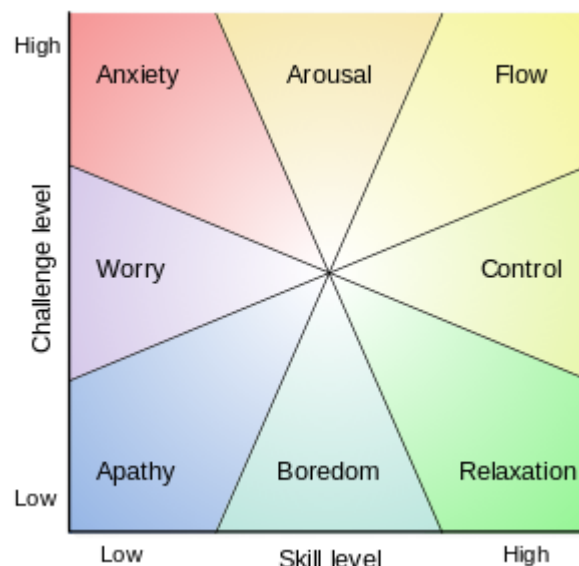 High
Anxiety Arousal Flow
Challenge level
Worry Control
Apathy Boredom Relaxation
Low
Low Skill level High